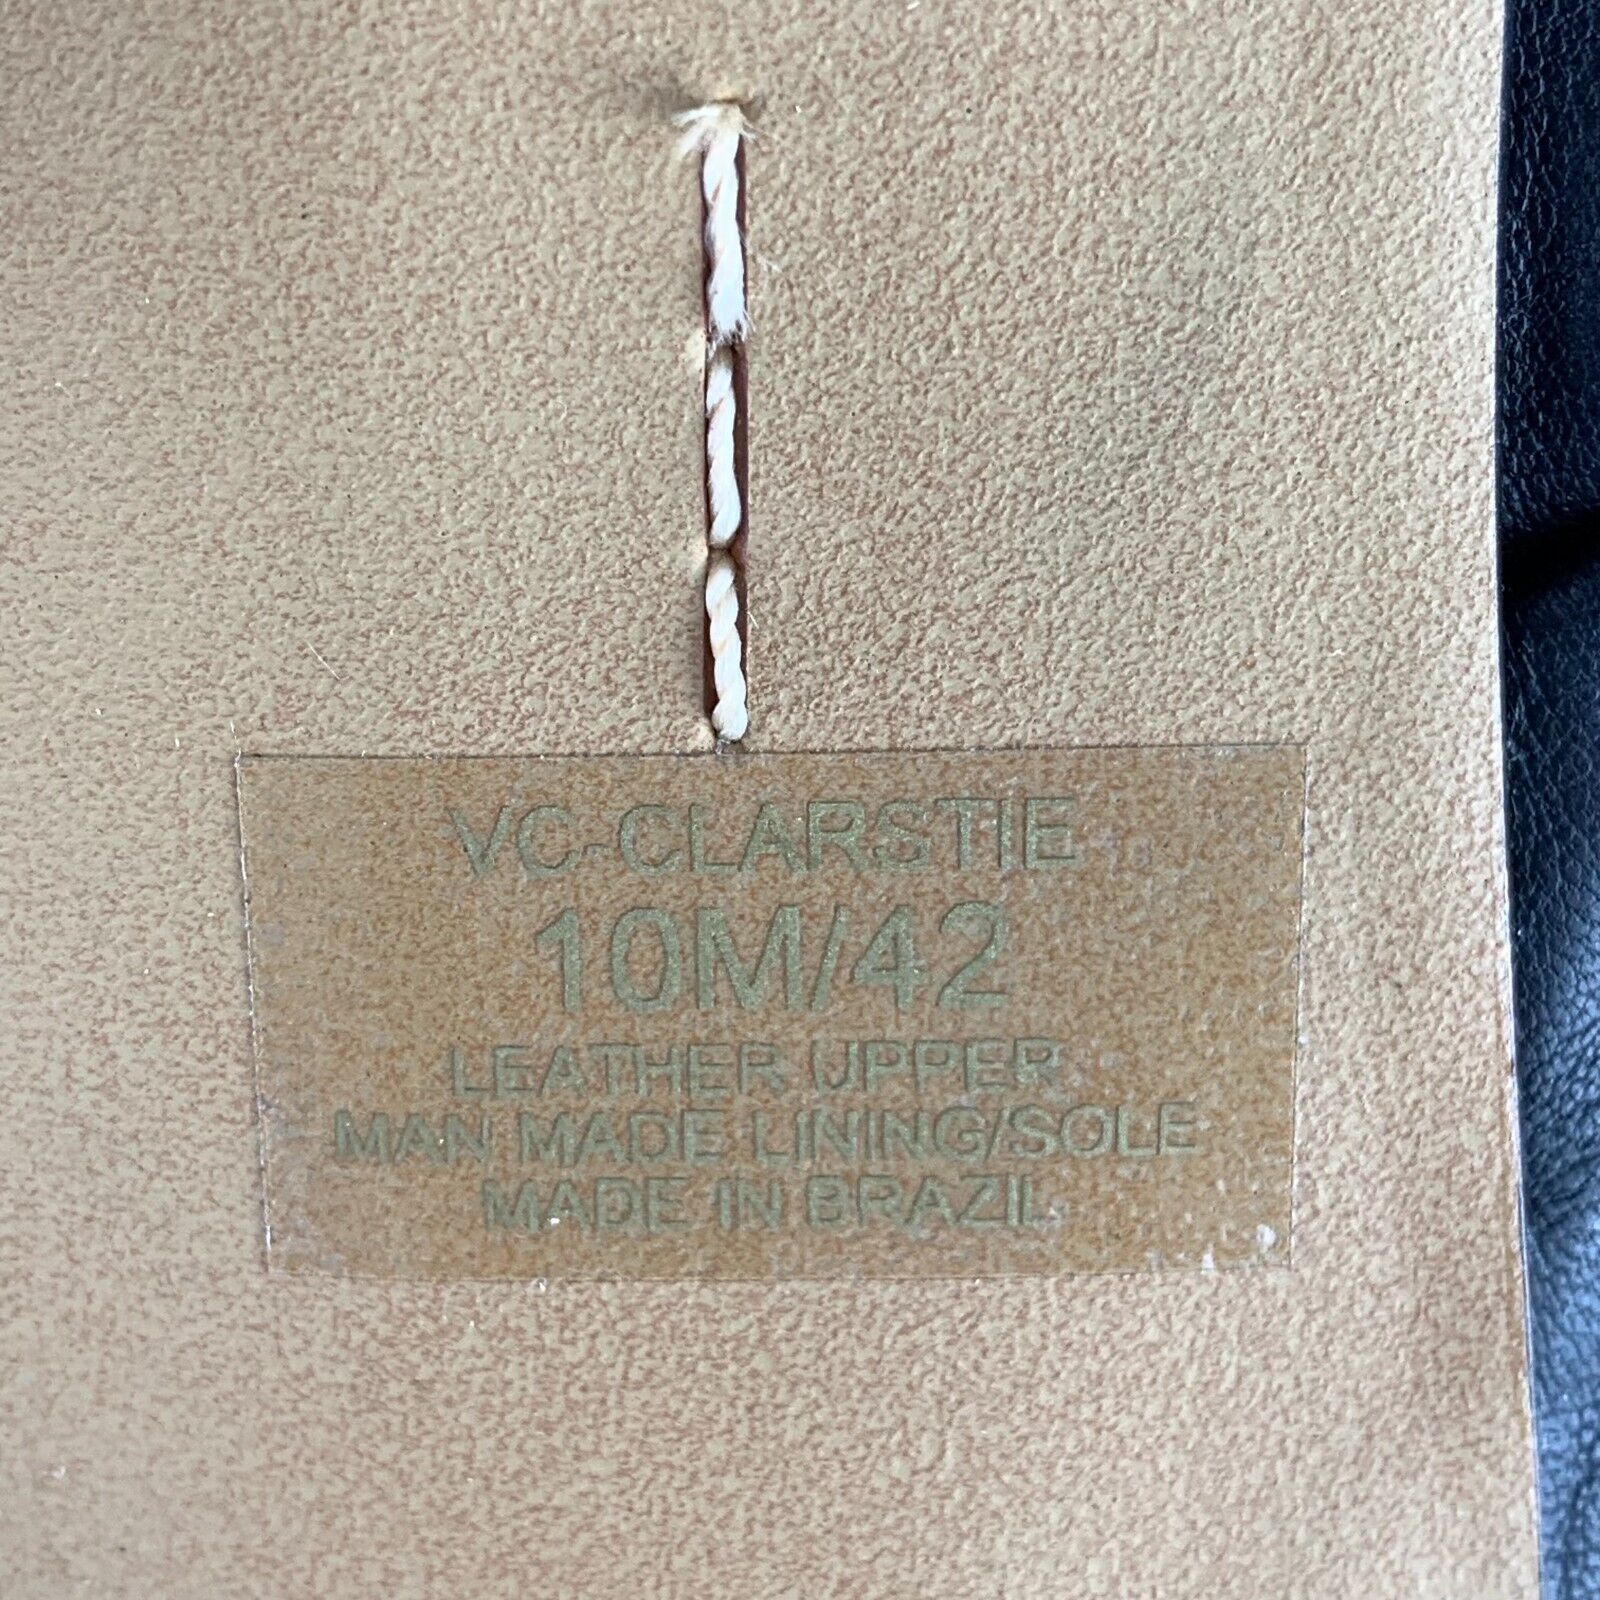 VC-CLARSTIE
10M/42
LEATHER UPPER
MAN MADE LINING/SOLE
MADE IN BRAZIL